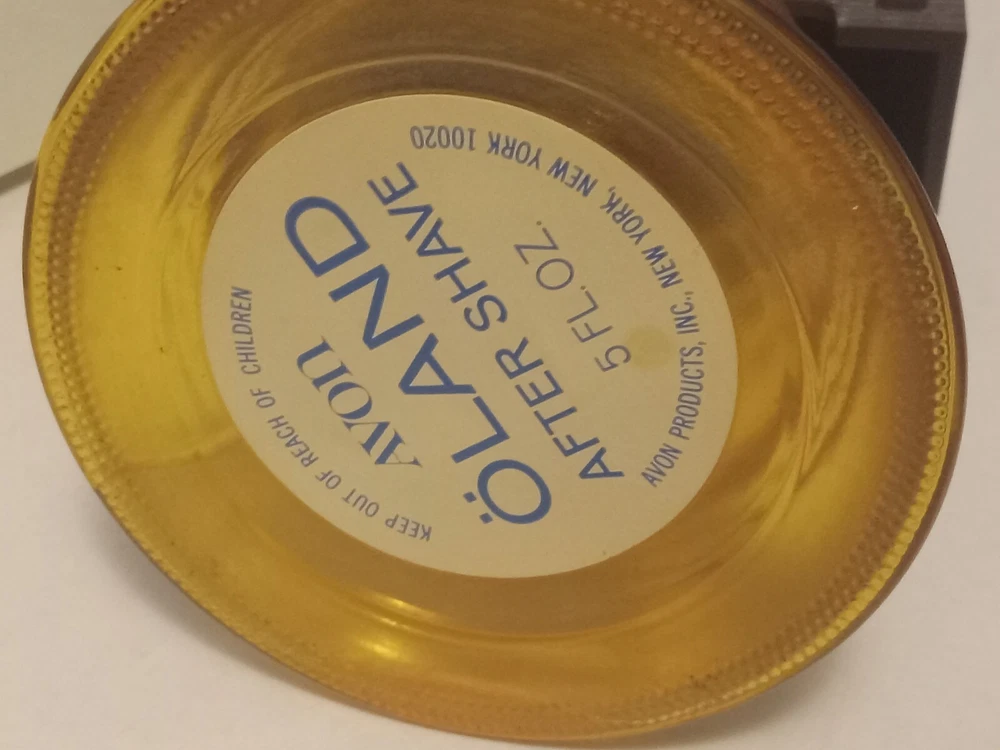 KEEP OUT OF REACH OF CHILDREN
AVON
ÖLAND
AFTER SHAVE
5 FL. OZ.
AVON PRODUCTS, INC., NEW YORK, NEW YORK 10020